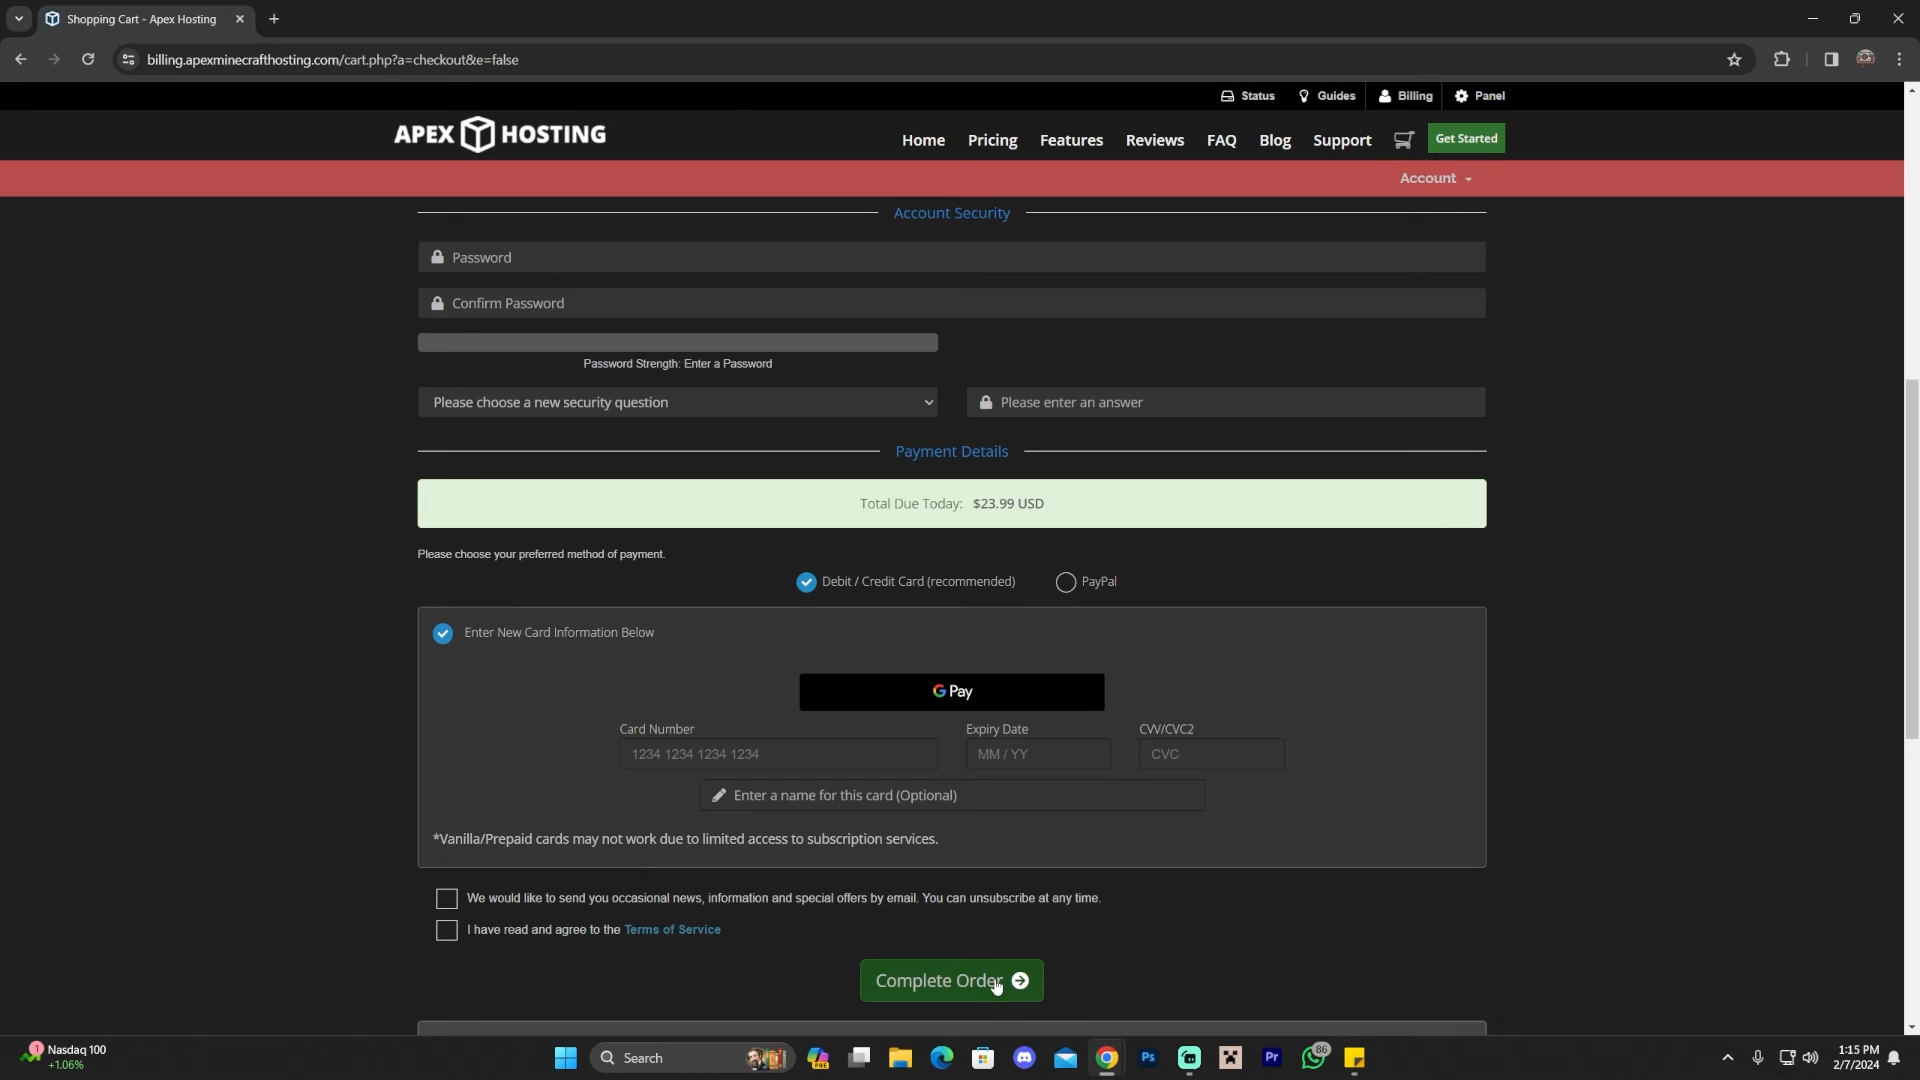 Shopping Cart - Apex Hosting
billing.apexminecrafthosting.com/cart.php?a=checkout&e=false
Status Guides Billing Panel
APEX HOSTING
Home Pricing Features Reviews FAQ Blog Support Get Started
Account
Account Security
Password
Confirm Password
Password Strength: Enter a Password
Please choose a new security question
Please enter an answer
Payment Details
Total Due Today: $23.99 USD
Please choose your preferred method of payment.
Debit / Credit Card (recommended) PayPal
Enter New Card Information Below
G Pay
Card Number Expiry Date CVV/CVC2
1234 1234 1234 1234 MM / YY CVC
Enter a name for this card (Optional)
*Vanilla/Prepaid cards may not work due to limited access to subscription services.
We would like to send you occasional news, information and special offers by email. You can unsubscribe at any time.
I have read and agree to the Terms of Service
Complete Order
1
Nasdaq 100
+1.06%
Search
PRE
Ps
Pr
86
1:15 PM
2/7/2024